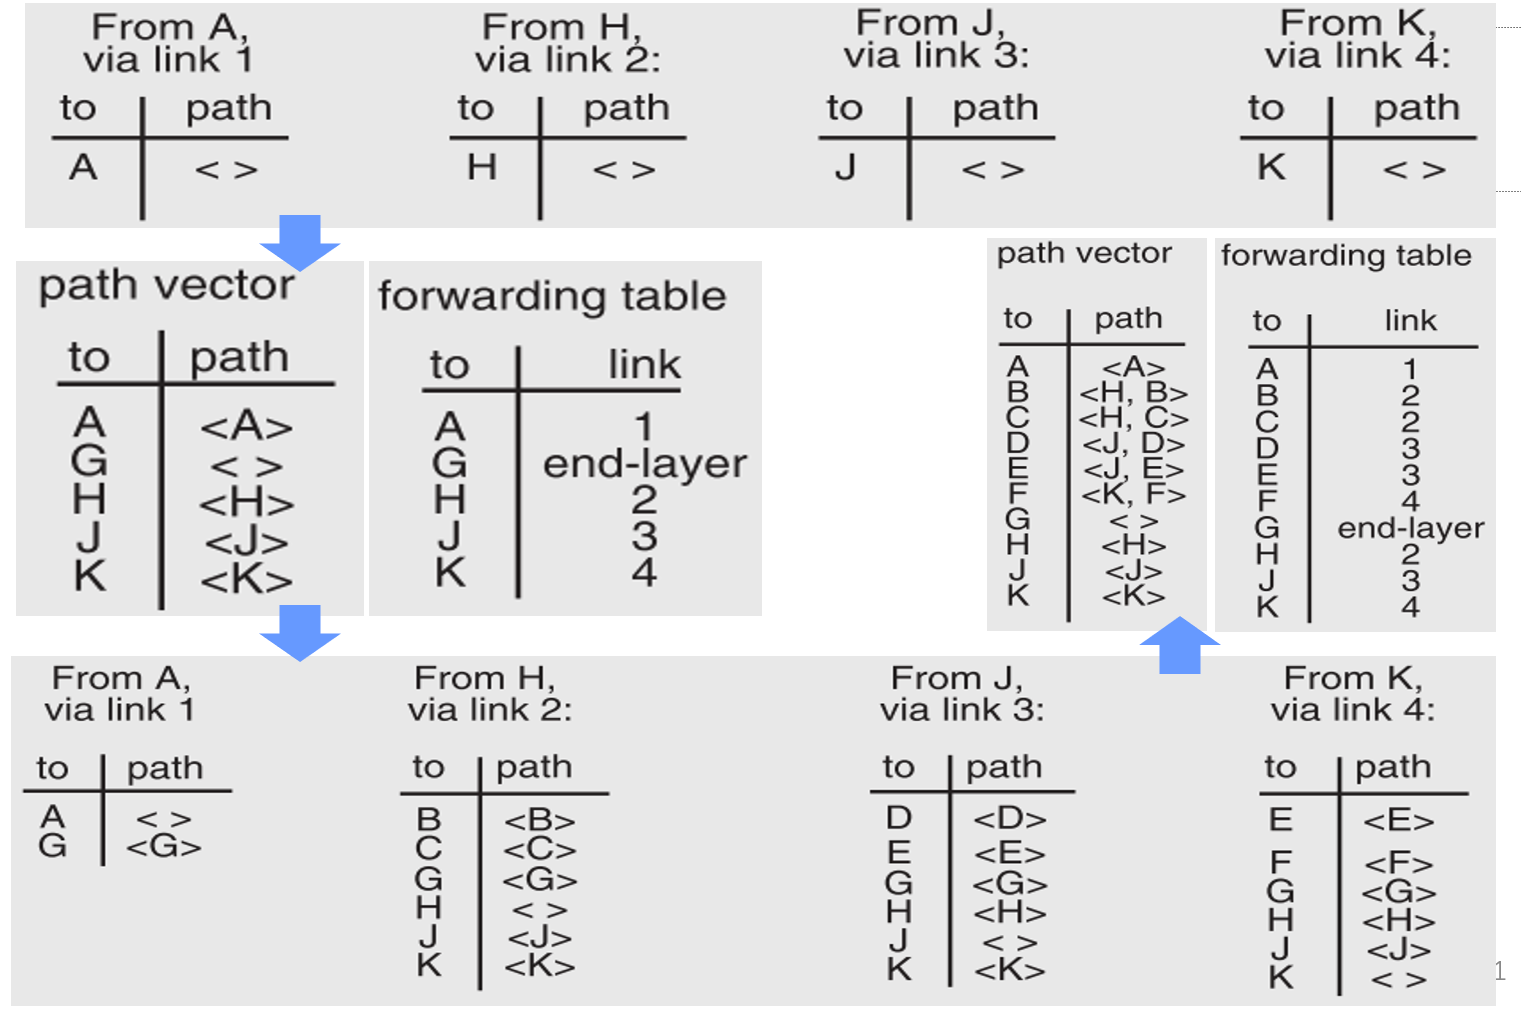 From A,
via link 1
to path
A < >
From H,
via link 2:
to path
H < >
From J,
via link 3:
to path
J < >
From K,
via link 4:
to path
K < >
path vector
to path
A <A>
G < >
H <H>
J <J>
K <K>
forwarding table
to link
A 1
G end-layer
H 2
J 3
K 4
path vector
to path
A <A>
B <H, B>
C <H, C>
D <J, D>
E <J, E>
F <K, F>
G < >
H <H>
J <J>
K <K>
forwarding table
to link
A 1
B 2
C 2
D 3
E 3
F 4
G end-layer
H 2
J 3
K 4
From A,
via link 1
to path
A < >
G <G>
From H,
via link 2:
to path
B <B>
C <C>
G <G>
H < >
J <J>
K <K>
From J,
via link 3:
to path
D <D>
E <E>
G <G>
H <H>
J < >
K <K>
From K,
via link 4:
to path
E <E>
F <F>
G <G>
H <H>
J <J>
K < >
1